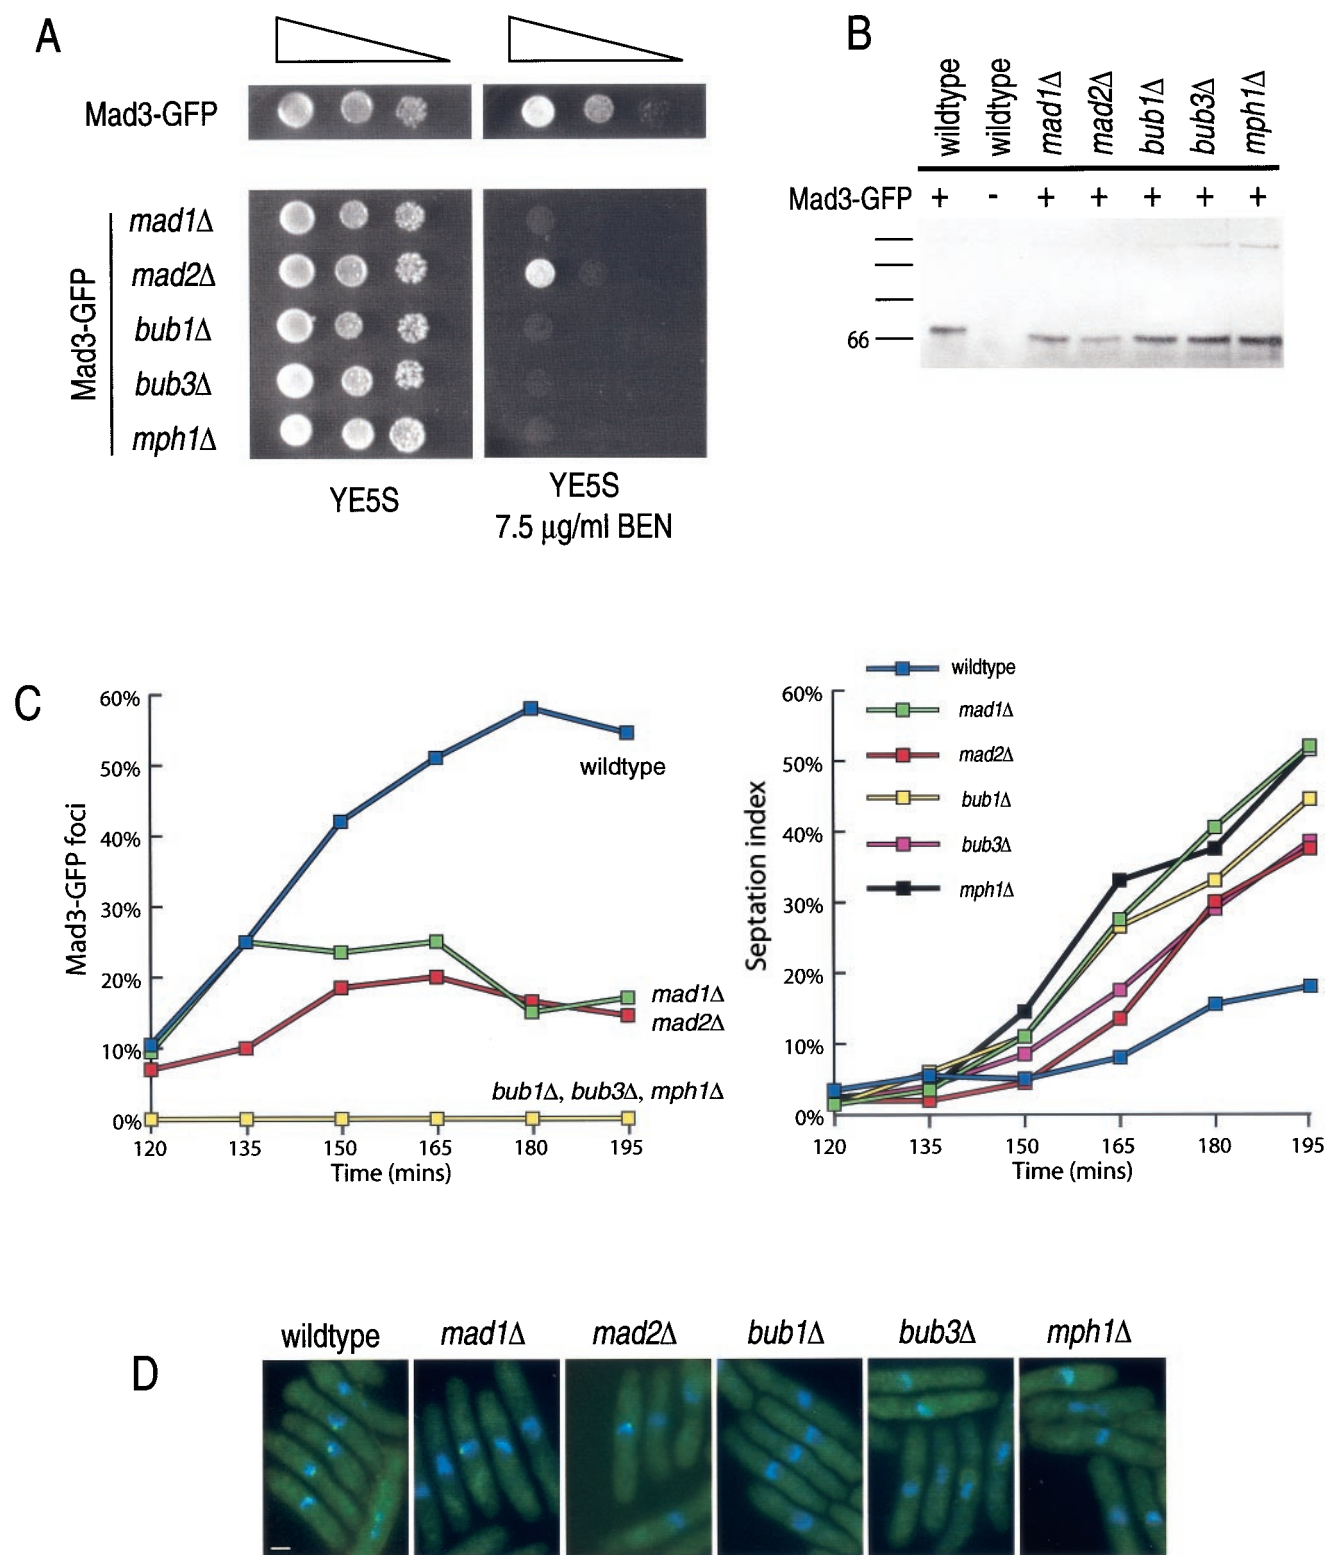 A
Mad3-GFP
Mad3-GFP
mad1Δ
mad2Δ
bub1Δ
bub3Δ
mph1Δ
YE5S
YE5S
7.5 μg/ml BEN
B
wildtype
wildtype
mad1Δ
mad2Δ
bub1Δ
bub3Δ
mph1Δ
Mad3-GFP + - + + + + +
66
C
Mad3-GFP foci
60%
50%
40%
30%
20%
10%
0%
wildtype
mad1Δ
mad2Δ
bub1Δ, bub3Δ, mph1Δ
120 135 150 165 180 195
Time (mins)
Septation index
60%
50%
40%
30%
20%
10%
0%
wildtype
mad1Δ
mad2Δ
bub1Δ
bub3Δ
mph1Δ
120 135 150 165 180 195
Time (mins)
D
wildtype mad1Δ mad2Δ bub1Δ bub3Δ mph1Δ